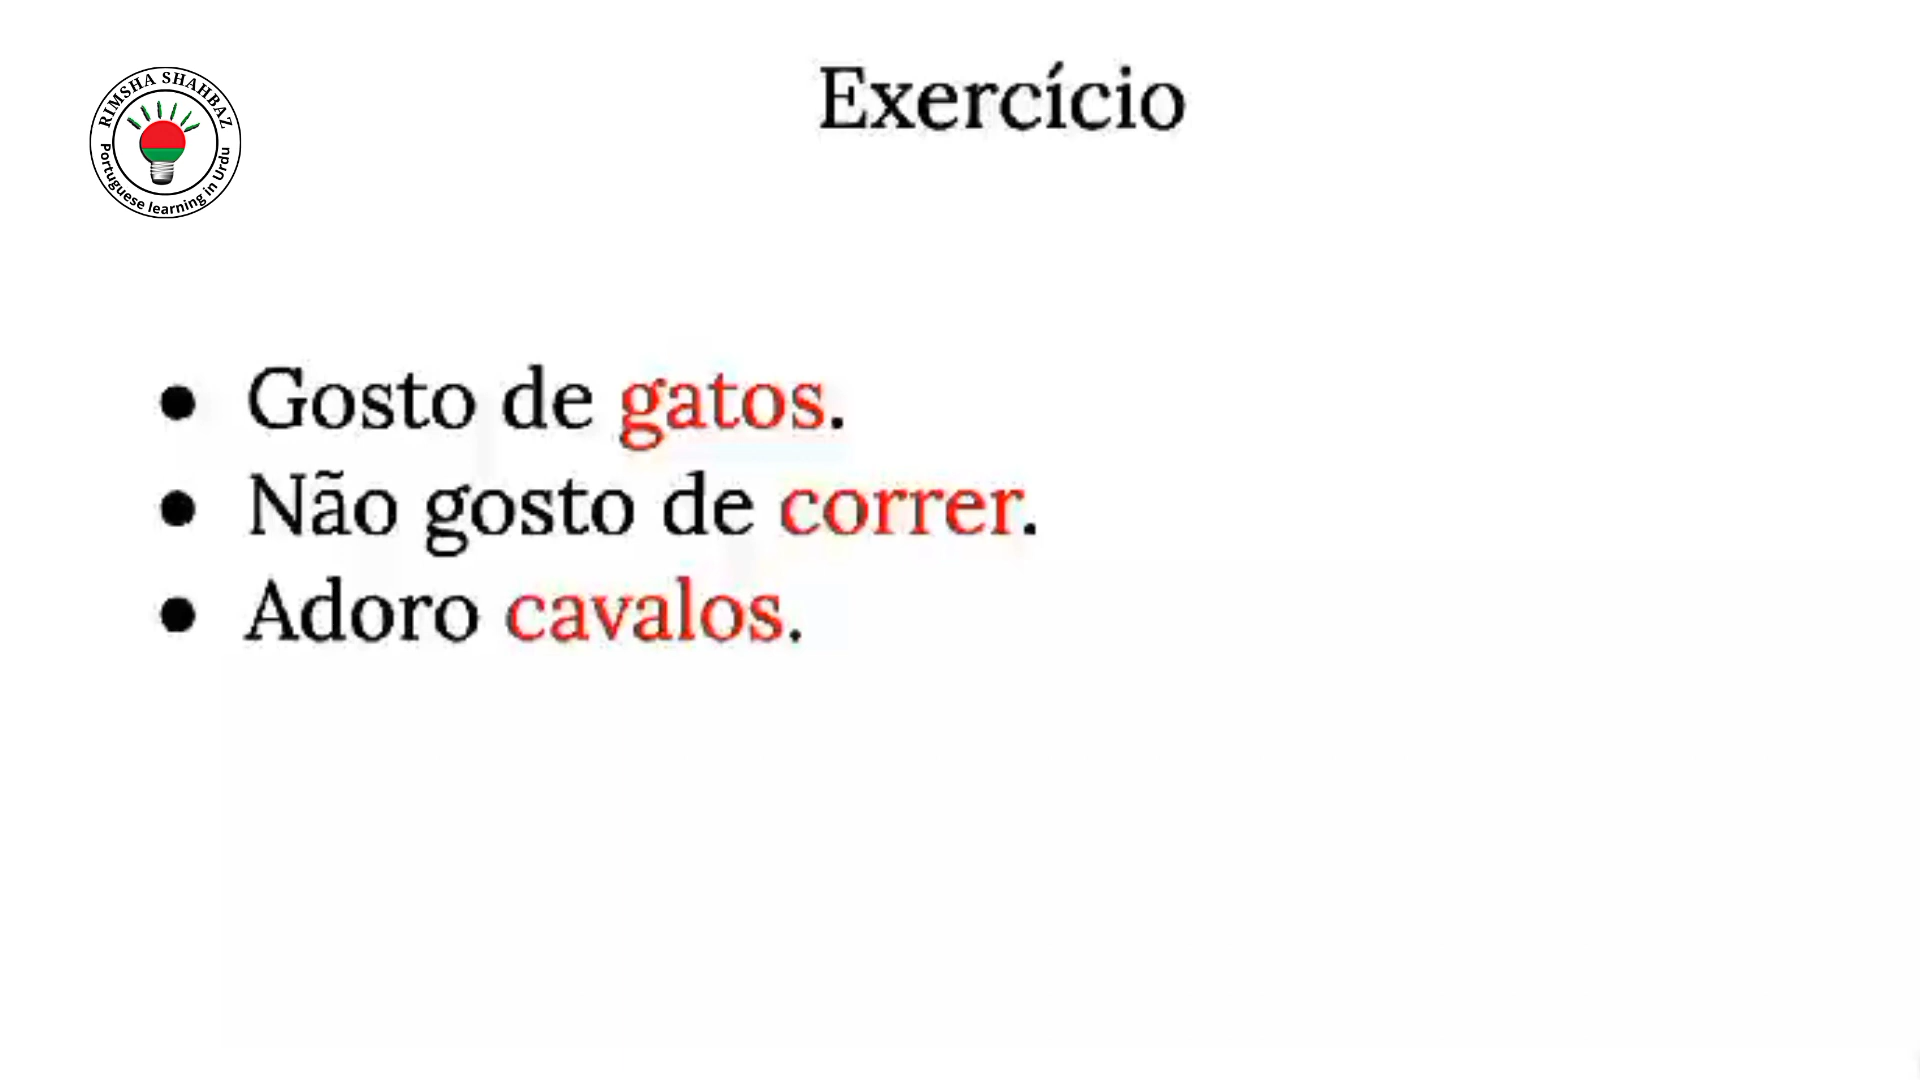 RIMSHA SHAHBAZ
Portuguese learning in Urdu
Exercício
● Gosto de gatos.
● Não gosto de correr.
● Adoro cavalos.